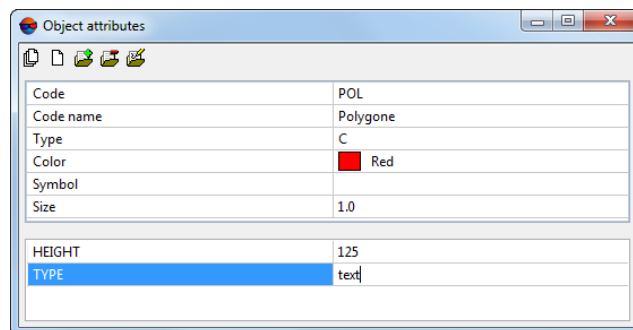 Object attributes
Code POL
Code name Polygone
Type C
Color Red
Symbol
Size 1.0
HEIGHT 125
TYPE text